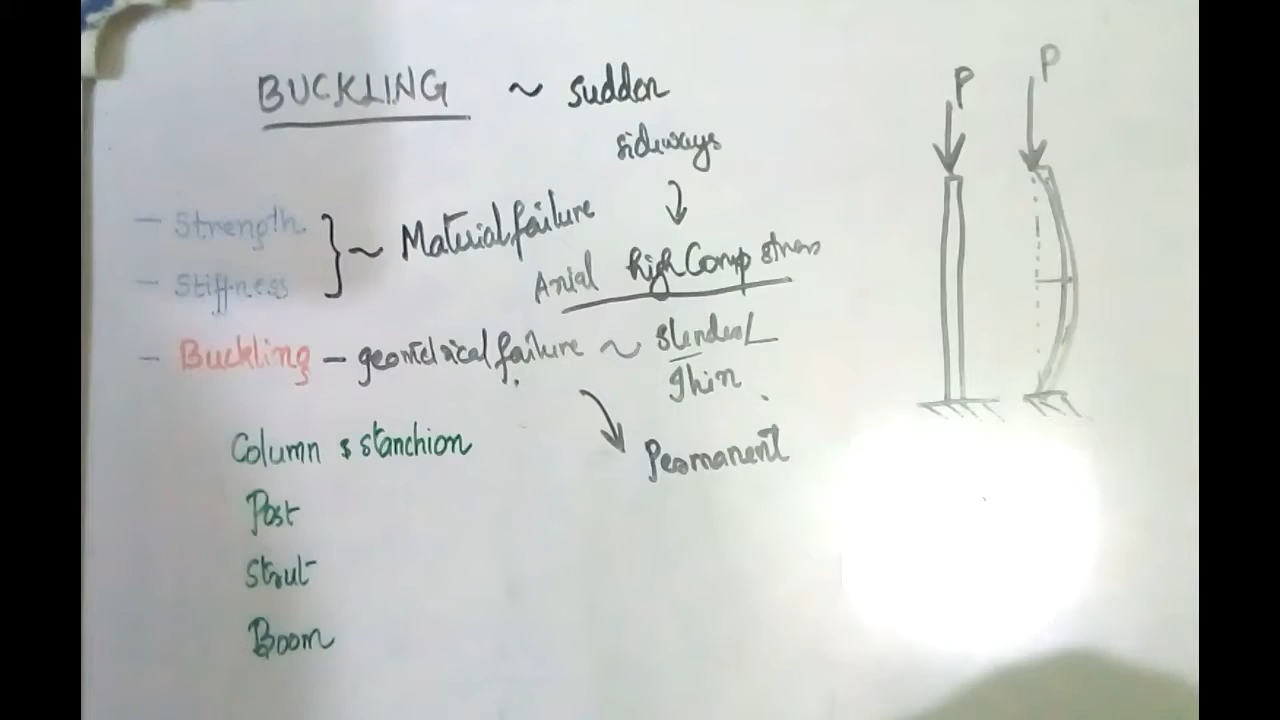 BUCKLING ~ sudden
sideways
- Strength
- Stiffness
} ~ Material failure
Axial high Comp stress
- Buckling - geometrical failure ~ slender
thin
Permanent
Column & stanchion
Post
Strut
Boom
P
P